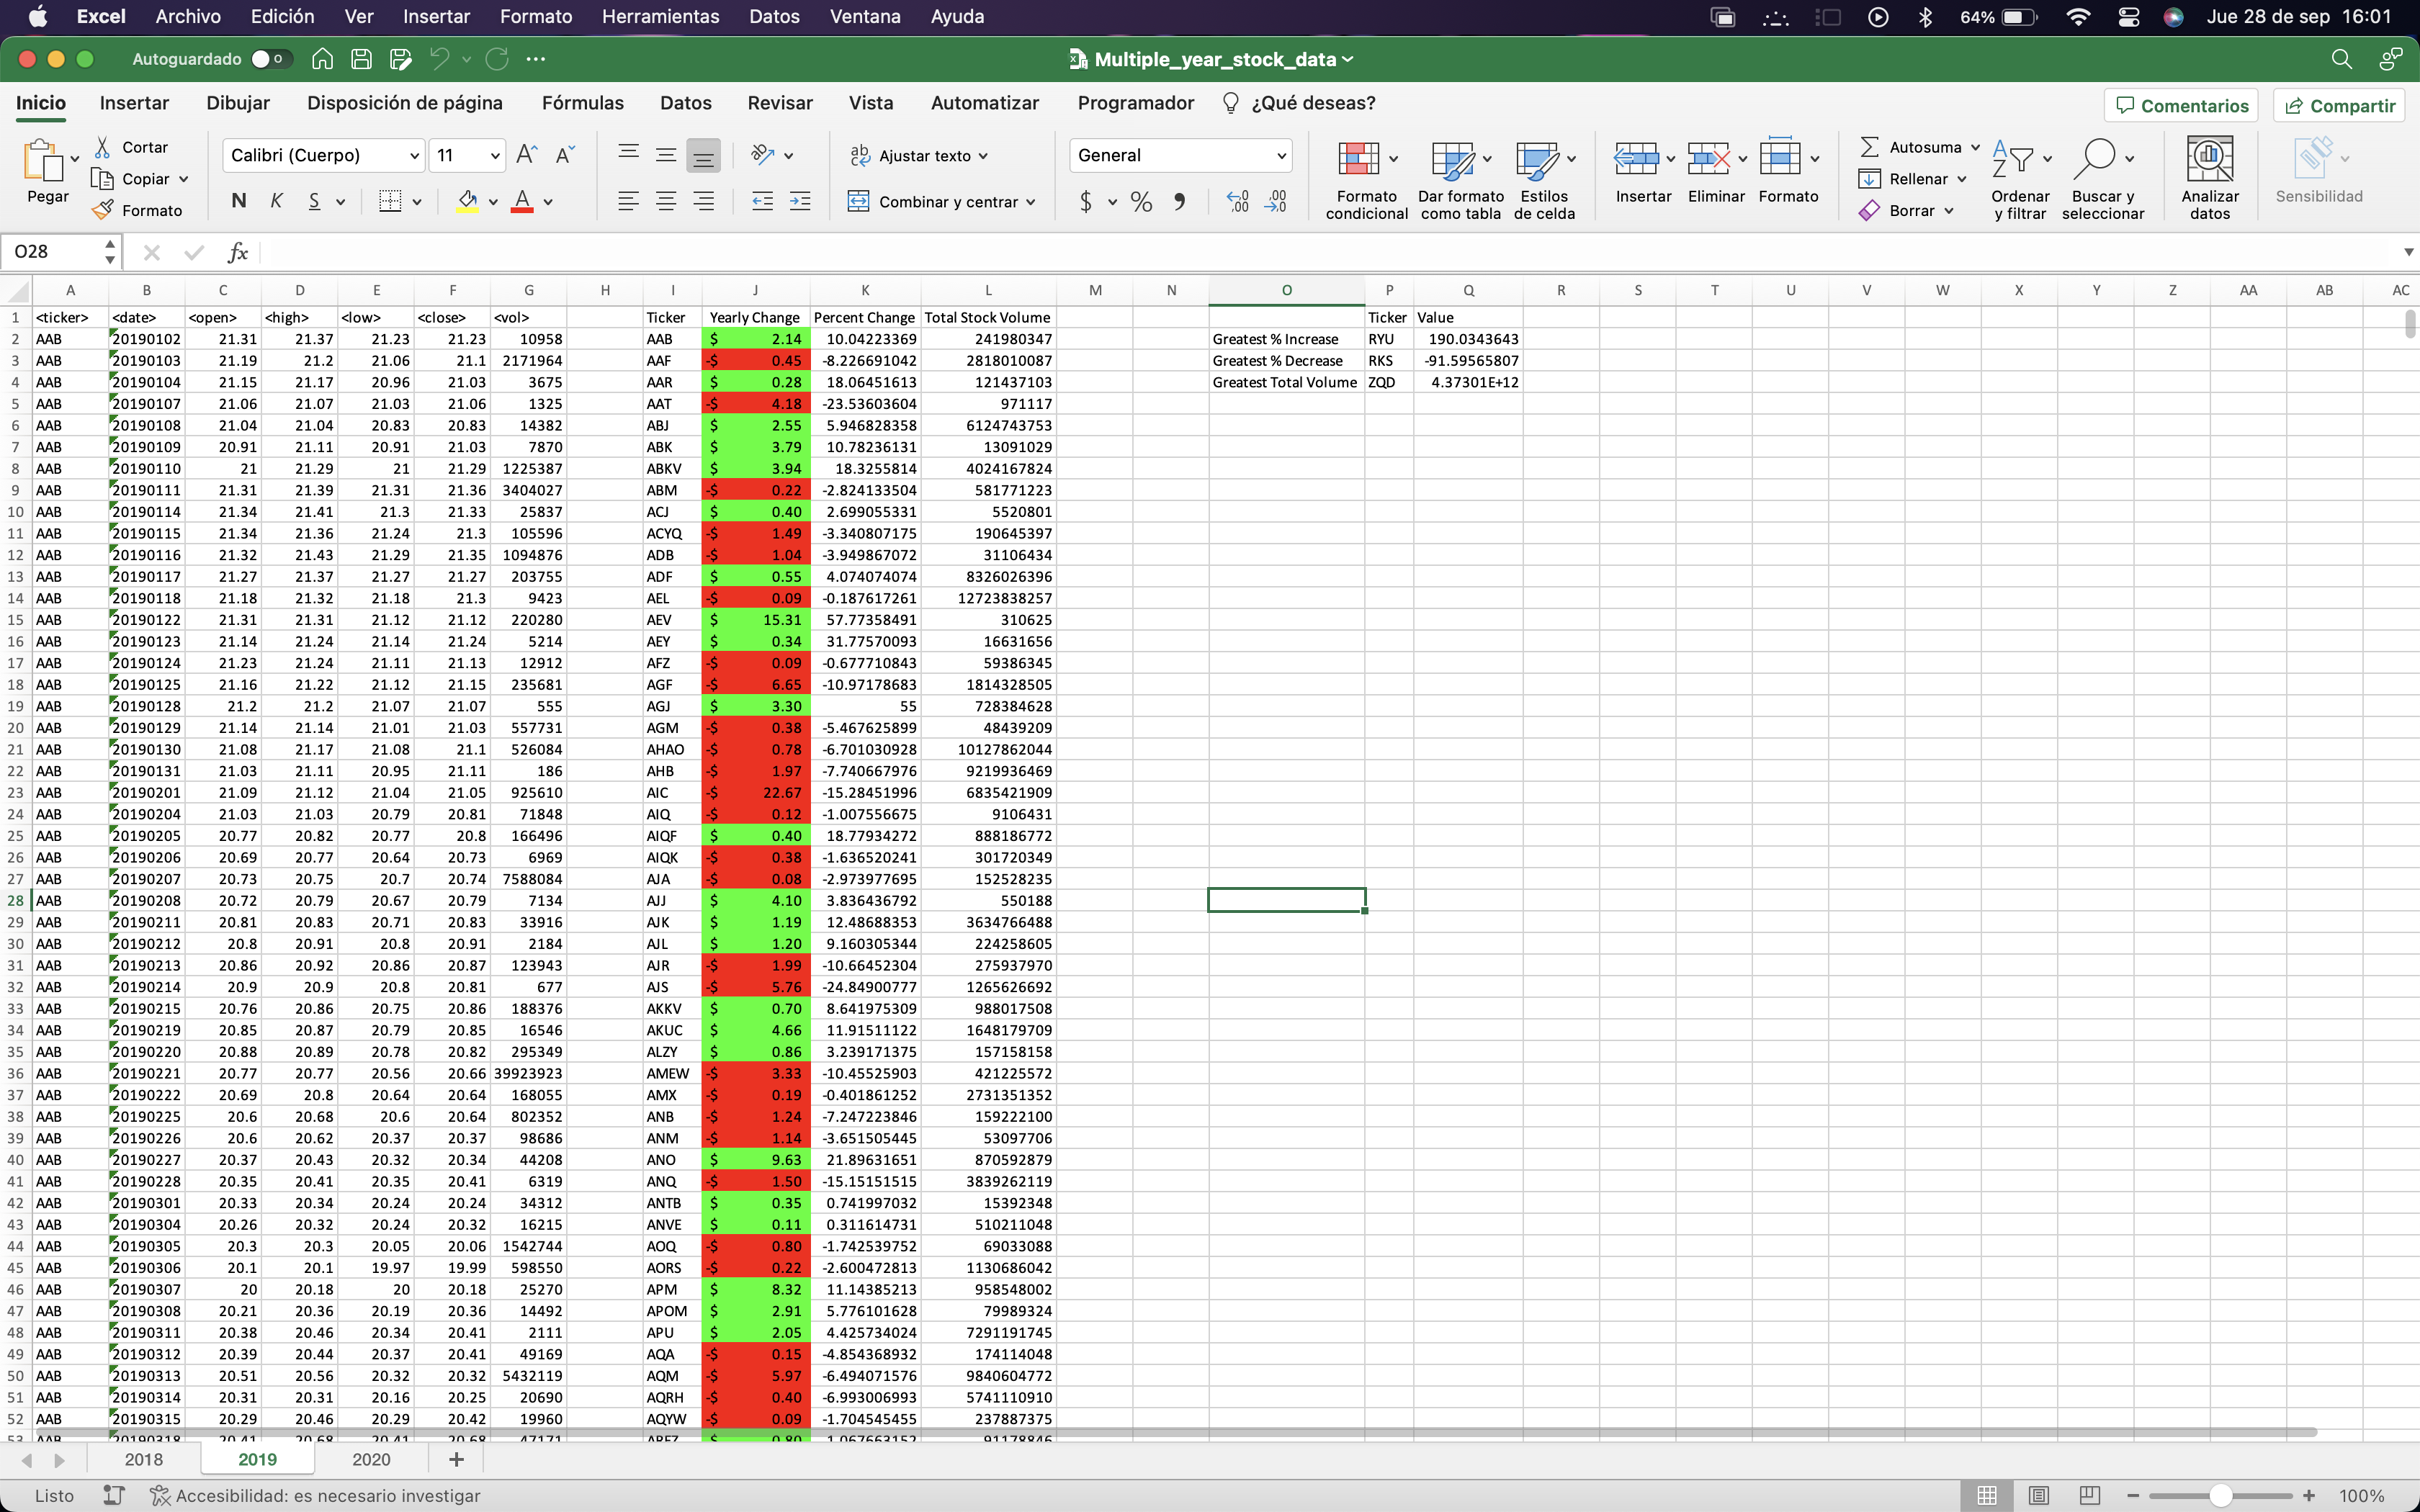 Excel Archivo Edición Ver Insertar Formato Herramientas Datos Ventana Ayuda 64% Jue 28 de sep 16:01
Autoguardado Multiple_year_stock_data
Inicio Insertar Dibujar Disposición de página Fórmulas Datos Revisar Vista Automatizar Programador ¿Qué deseas? Comentarios Compartir
Pegar Cortar Copiar Formato
Calibri (Cuerpo) 11
N K S
Ajustar texto
Combinar y centrar
General
$ %
Formato condicional Dar formato como tabla Estilos de celda
Insertar Eliminar Formato
Autosuma Rellenar Borrar
Ordenar y filtrar Buscar y seleccionar Analizar datos Sensibilidad
O28 fx
A B C D E F G H I J K L M N O P Q R S T U V W X Y Z AA AB AC
1 <ticker> <date> <open> <high> <low> <close> <vol> Ticker Yearly Change Percent Change Total Stock Volume Ticker Value
2 AAB 20190102 21.31 21.37 21.23 21.23 10958 AAB $ 2.14 10.04223369 241980347 Greatest % Increase RYU 190.0343643
3 AAB 20190103 21.19 21.2 21.06 21.1 2171964 AAF -$ 0.45 -8.226691042 2818010087 Greatest % Decrease RKS -91.59565807
4 AAB 20190104 21.15 21.17 20.96 21.03 3675 AAR $ 0.28 18.06451613 121437103 Greatest Total Volume ZQD 4.37301E+12
5 AAB 20190107 21.06 21.07 21.03 21.06 1325 AAT -$ 4.18 -23.53603604 971117
6 AAB 20190108 21.04 21.04 20.83 20.83 14382 ABJ $ 2.55 5.946828358 6124743753
7 AAB 20190109 20.91 21.11 20.91 21.03 7870 ABK $ 3.79 10.78236131 13091029
8 AAB 20190110 21 21.29 21 21.29 1225387 ABKV $ 3.94 18.3255814 4024167824
9 AAB 20190111 21.31 21.39 21.31 21.36 3404027 ABM -$ 0.22 -2.824133504 581771223
10 AAB 20190114 21.34 21.41 21.3 21.33 25837 ACJ $ 0.40 2.699055331 5520801
11 AAB 20190115 21.34 21.36 21.24 21.3 105596 ACYQ -$ 1.49 -3.340807175 190645397
12 AAB 20190116 21.32 21.43 21.29 21.35 1094876 ADB -$ 1.04 -3.949867072 31106434
13 AAB 20190117 21.27 21.37 21.27 21.27 203755 ADF $ 0.55 4.074074074 8326026396
14 AAB 20190118 21.18 21.32 21.18 21.3 9423 AEL -$ 0.09 -0.187617261 12723838257
15 AAB 20190122 21.31 21.31 21.12 21.12 220280 AEV $ 15.31 57.77358491 310625
16 AAB 20190123 21.14 21.24 21.14 21.24 5214 AEY $ 0.34 31.77570093 16631656
17 AAB 20190124 21.23 21.24 21.11 21.13 12912 AFZ -$ 0.09 -0.677710843 59386345
18 AAB 20190125 21.16 21.22 21.12 21.15 235681 AGF -$ 6.65 -10.97178683 1814328505
19 AAB 20190128 21.2 21.2 21.07 21.07 555 AGJ $ 3.30 55 728384628
20 AAB 20190129 21.14 21.14 21.01 21.03 557731 AGM -$ 0.38 -5.467625899 48439209
21 AAB 20190130 21.08 21.17 21.08 21.1 526084 AHAO -$ 0.78 -6.701030928 10127862044
22 AAB 20190131 21.03 21.11 20.95 21.11 186 AHB -$ 1.97 -7.740667976 9219936469
23 AAB 20190201 21.09 21.12 21.04 21.05 925610 AIC -$ 22.67 -15.28451996 6835421909
24 AAB 20190204 21.03 21.03 20.79 20.81 71848 AIQ -$ 0.12 -1.007556675 9106431
25 AAB 20190205 20.77 20.82 20.77 20.8 166496 AIQF $ 0.40 18.77934272 888186772
26 AAB 20190206 20.69 20.77 20.64 20.73 6969 AIQK -$ 0.38 -1.636520241 301720349
27 AAB 20190207 20.73 20.75 20.7 20.74 7588084 AJA -$ 0.08 -2.973977695 152528235
28 AAB 20190208 20.72 20.79 20.67 20.79 7134 AJJ $ 4.10 3.836436792 550188
29 AAB 20190211 20.81 20.83 20.71 20.83 33916 AJK $ 1.19 12.48688353 3634766488
30 AAB 20190212 20.8 20.91 20.8 20.91 2184 AJL $ 1.20 9.160305344 224258605
31 AAB 20190213 20.86 20.92 20.86 20.87 123943 AJR -$ 1.99 -10.66452304 275937970
32 AAB 20190214 20.9 20.9 20.8 20.81 677 AJS -$ 5.76 -24.84900777 1265626692
33 AAB 20190215 20.76 20.86 20.75 20.86 188376 AKKV $ 0.70 8.641975309 988017508
34 AAB 20190219 20.85 20.87 20.79 20.85 16546 AKUC $ 4.66 11.91511122 1648179709
35 AAB 20190220 20.88 20.89 20.78 20.82 295349 ALZY $ 0.86 3.239171375 157158158
36 AAB 20190221 20.77 20.77 20.56 20.66 39923923 AMEW -$ 3.33 -10.45525903 421225572
37 AAB 20190222 20.69 20.8 20.64 20.64 168055 AMX -$ 0.19 -0.401861252 2731351352
38 AAB 20190225 20.6 20.68 20.6 20.64 802352 ANB -$ 1.24 -7.247223846 159222100
39 AAB 20190226 20.6 20.62 20.37 20.37 98686 ANM -$ 1.14 -3.651505445 53097706
40 AAB 20190227 20.37 20.43 20.32 20.34 44208 ANO $ 9.63 21.89631651 870592879
41 AAB 20190228 20.35 20.41 20.35 20.41 6319 ANQ -$ 1.50 -15.15151515 3839262119
42 AAB 20190301 20.33 20.34 20.24 20.24 34312 ANTB $ 0.35 0.741997032 15392348
43 AAB 20190304 20.26 20.32 20.24 20.32 16215 ANVE $ 0.11 0.311614731 510211048
44 AAB 20190305 20.3 20.3 20.05 20.06 1542744 AOQ -$ 0.80 -1.742539752 69033088
45 AAB 20190306 20.1 20.1 19.97 19.99 598550 AORS -$ 0.22 -2.600472813 1130686042
46 AAB 20190307 20 20.18 20 20.18 25270 APM $ 8.32 11.14385213 958548002
47 AAB 20190308 20.21 20.36 20.19 20.36 14492 APOM $ 2.91 5.776101628 79989324
48 AAB 20190311 20.38 20.46 20.34 20.41 2111 APU $ 2.05 4.425734024 7291191745
49 AAB 20190312 20.39 20.44 20.37 20.41 49169 AQA -$ 0.15 -4.854368932 174114048
50 AAB 20190313 20.51 20.56 20.32 20.32 5432119 AQM -$ 5.97 -6.494071576 9840604772
51 AAB 20190314 20.31 20.31 20.16 20.25 20690 AQRH -$ 0.40 -6.993006993 5741110910
52 AAB 20190315 20.29 20.46 20.29 20.42 19960 AQYW -$ 0.09 -1.704545455 237887375
53 AAB 20190318 20.41 20.68 20.41 20.68 47171
2018 2019 2020 +
Listo Accesibilidad: es necesario investigar 100%